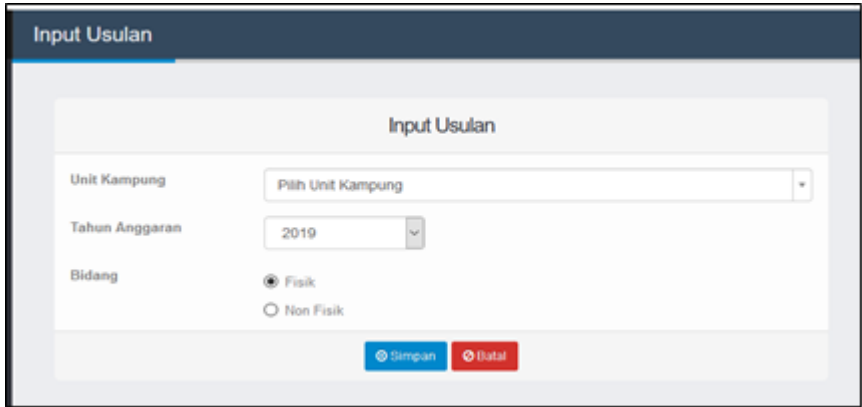 Input Usulan
Input Usulan
Unit Kampung
Pilih Unit Kampung
Tahun Anggaran
2019
Bidang
Fisik
Non Fisik
Simpan
Batal